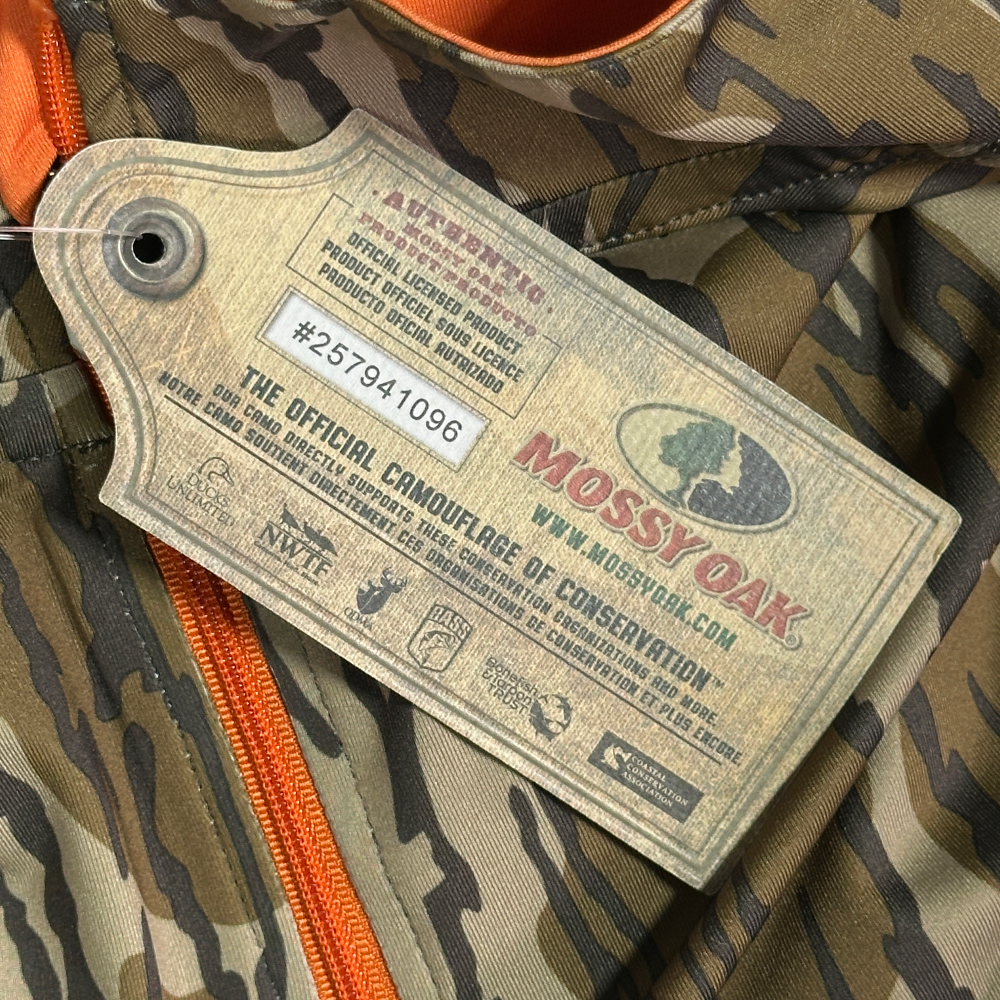 AUTHENTIC
MOSSY OAK
PRODUCT/PRODUCTO
OFFICIAL LICENSED PRODUCT
PRODUCT OFFICIEL SOUS LICENCE
PRODUCTO OFICIAL AUTRIZADO
#257941096
MOSSY OAK®
WWW.MOSSYOAK.COM
THE OFFICIAL CAMOUFLAGE OF CONSERVATION™
OUR CAMO DIRECTLY SUPPORTS THESE CONSERVATION ORGANIZATIONS AND MORE.
NOTRE CAMO SOUTIENT DIRECTEMENT CES ORGANISATIONS DE CONSERVATION ET PLUS ENCORE
DUCKS
UNLIMITED
NWTF
QDMA
BASS
Bonefish
& Tarpon
TRUST
COASTAL
CONSERVATION
ASSOCIATION